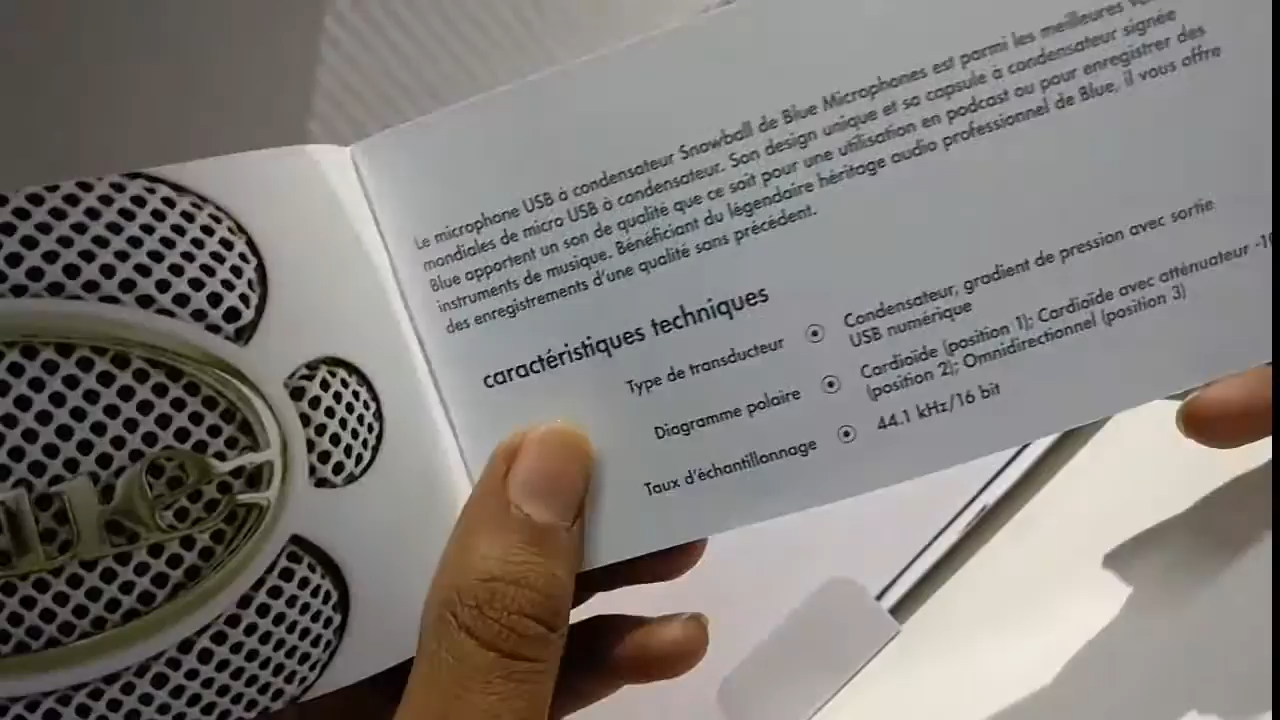 Le microphone USB à condensateur Snowball de Blue Microphones est parmi les meilleures
mondiales de micro USB à condensateur. Son design unique et sa capsule à condensateur signée
Blue apportent un son de qualité que ce soit pour une utilisation en podcast ou pour enregistrer des
instruments de musique. Bénéficiant du légendaire héritage audio professionnel de Blue, il vous offre
des enregistrements d'une qualité sans précédent.
caractéristiques techniques
Type de transducteur Condensateur, gradient de pression avec sortie
USB numérique
Diagramme polaire Cardioïde (position 1); Cardioïde avec atténuateur
(position 2); Omnidirectionnel (position 3)
Taux d'échantillonnage 44.1 kHz/16 bit